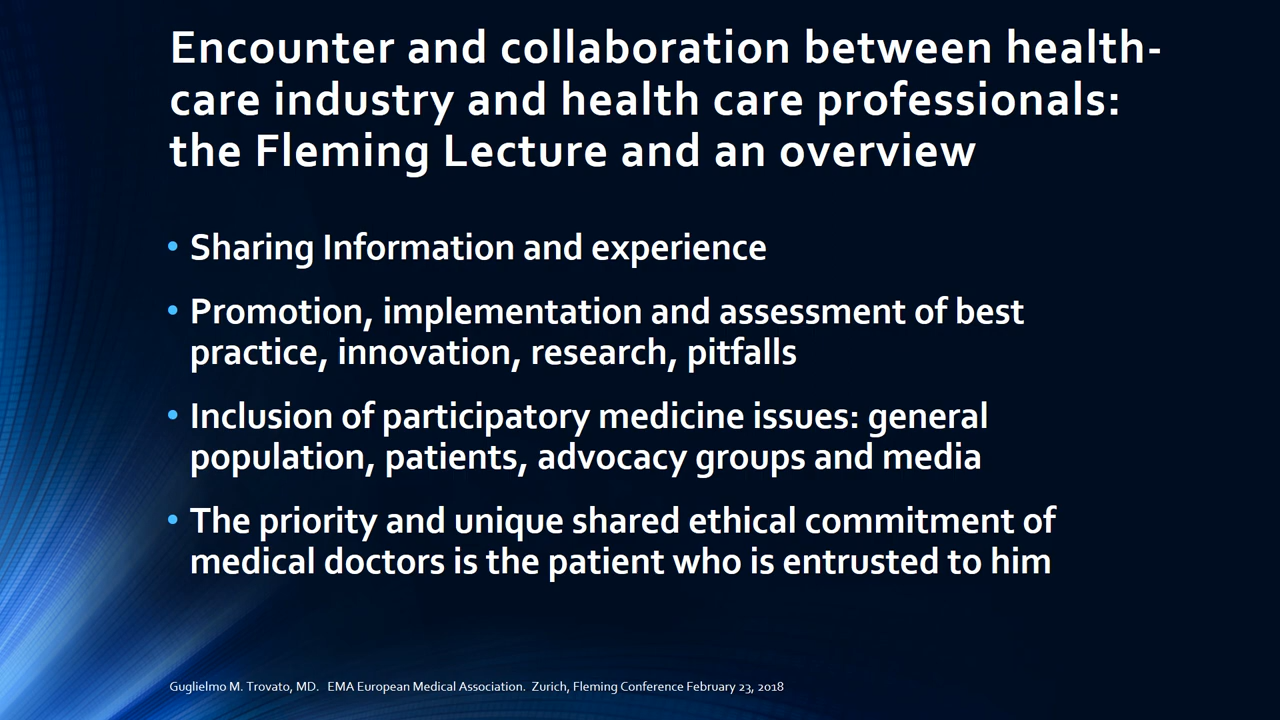 Encounter and collaboration between health-
care industry and health care professionals:
the Fleming Lecture and an overview
• Sharing Information and experience
• Promotion, implementation and assessment of best
practice, innovation, research, pitfalls
• Inclusion of participatory medicine issues: general
population, patients, advocacy groups and media
• The priority and unique shared ethical commitment of
medical doctors is the patient who is entrusted to him
Guglielmo M. Trovato, MD.   EMA European Medical Association.  Zurich, Fleming Conference February 23, 2018